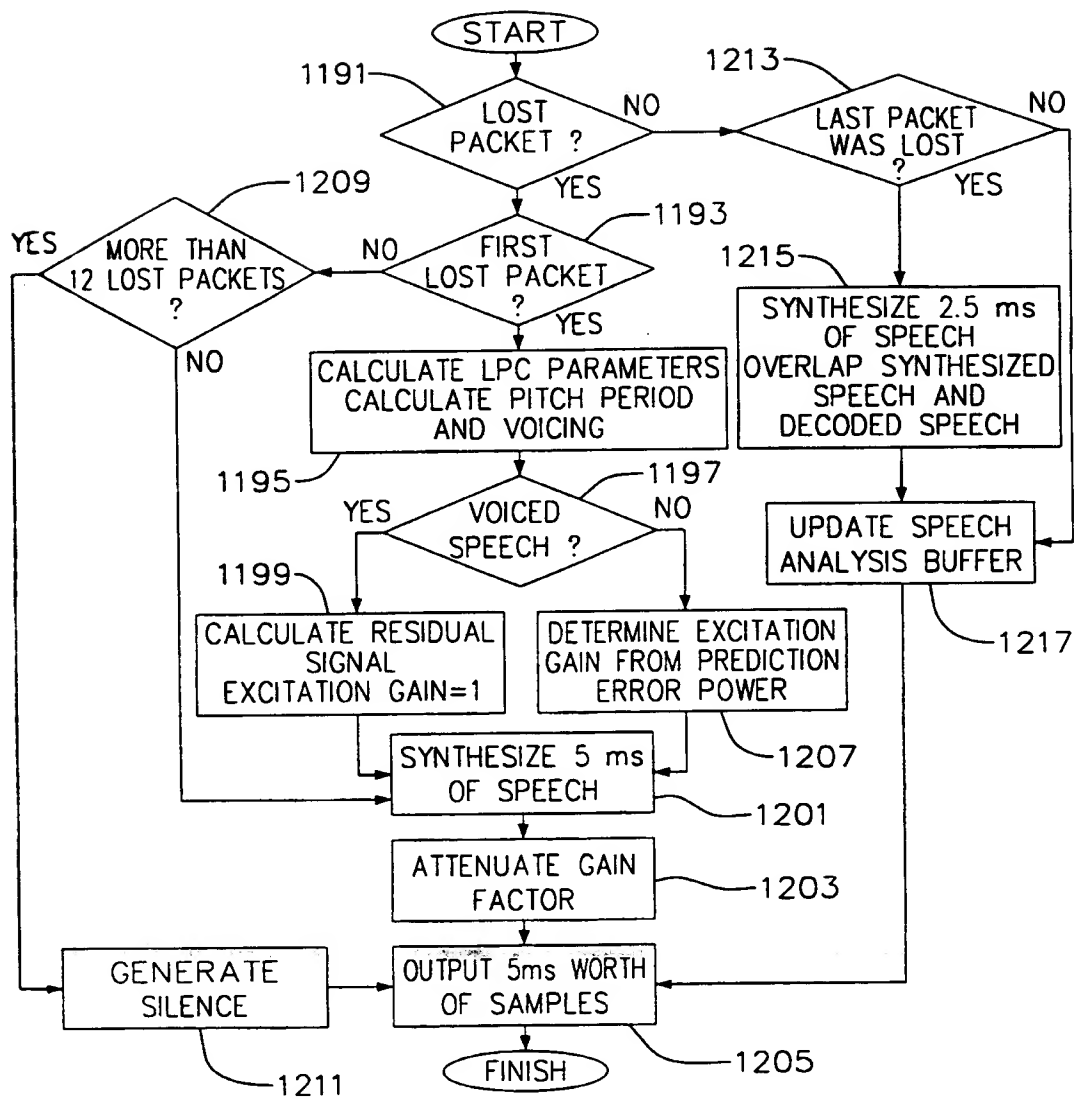 START
1191
LOST
PACKET ?
NO
YES
1213
LAST PACKET
WAS LOST
?
NO
YES
1209
YES
MORE THAN
12 LOST PACKETS
?
NO
1193
NO
FIRST
LOST PACKET
?
YES
1215
SYNTHESIZE 2.5 ms
OF SPEECH
OVERLAP SYNTHESIZED
SPEECH AND
DECODED SPEECH
CALCULATE LPC PARAMETERS
CALCULATE PITCH PERIOD
AND VOICING
1195
1197
YES
VOICED
SPEECH ?
NO
UPDATE SPEECH
ANALYSIS BUFFER
1217
1199
CALCULATE RESIDUAL
SIGNAL
EXCITATION GAIN=1
DETERMINE EXCITATION
GAIN FROM PREDICTION
ERROR POWER
1207
SYNTHESIZE 5 ms
OF SPEECH
1201
ATTENUATE GAIN
FACTOR
1203
GENERATE
SILENCE
1211
OUTPUT 5ms WORTH
OF SAMPLES
1205
FINISH